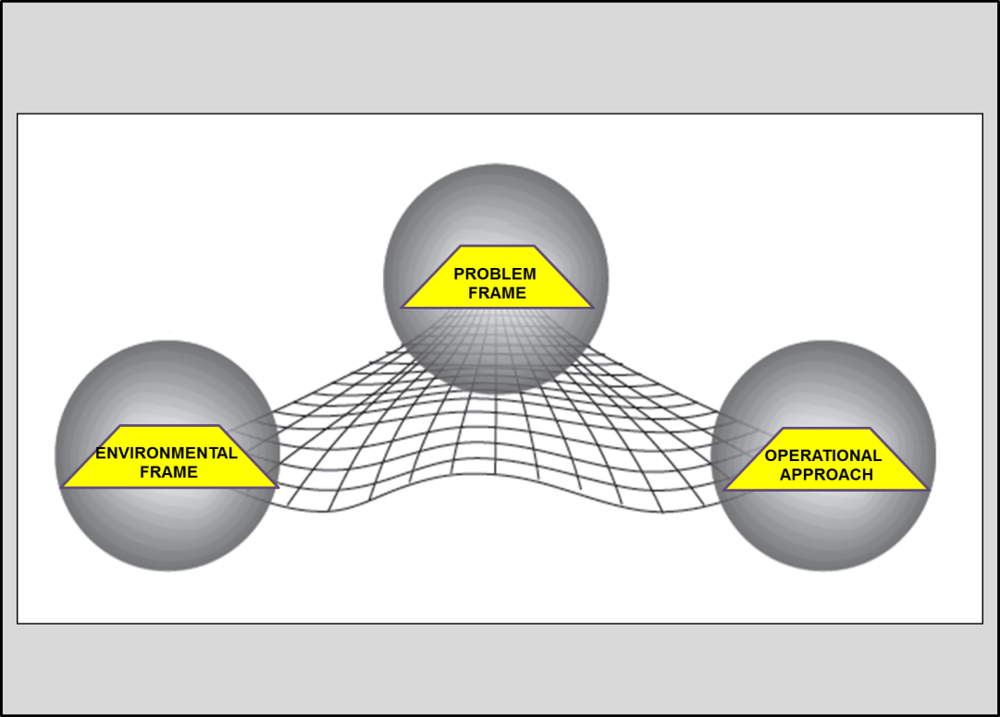 PROBLEM
FRAME
ENVIRONMENTAL
FRAME
OPERATIONAL
APPROACH